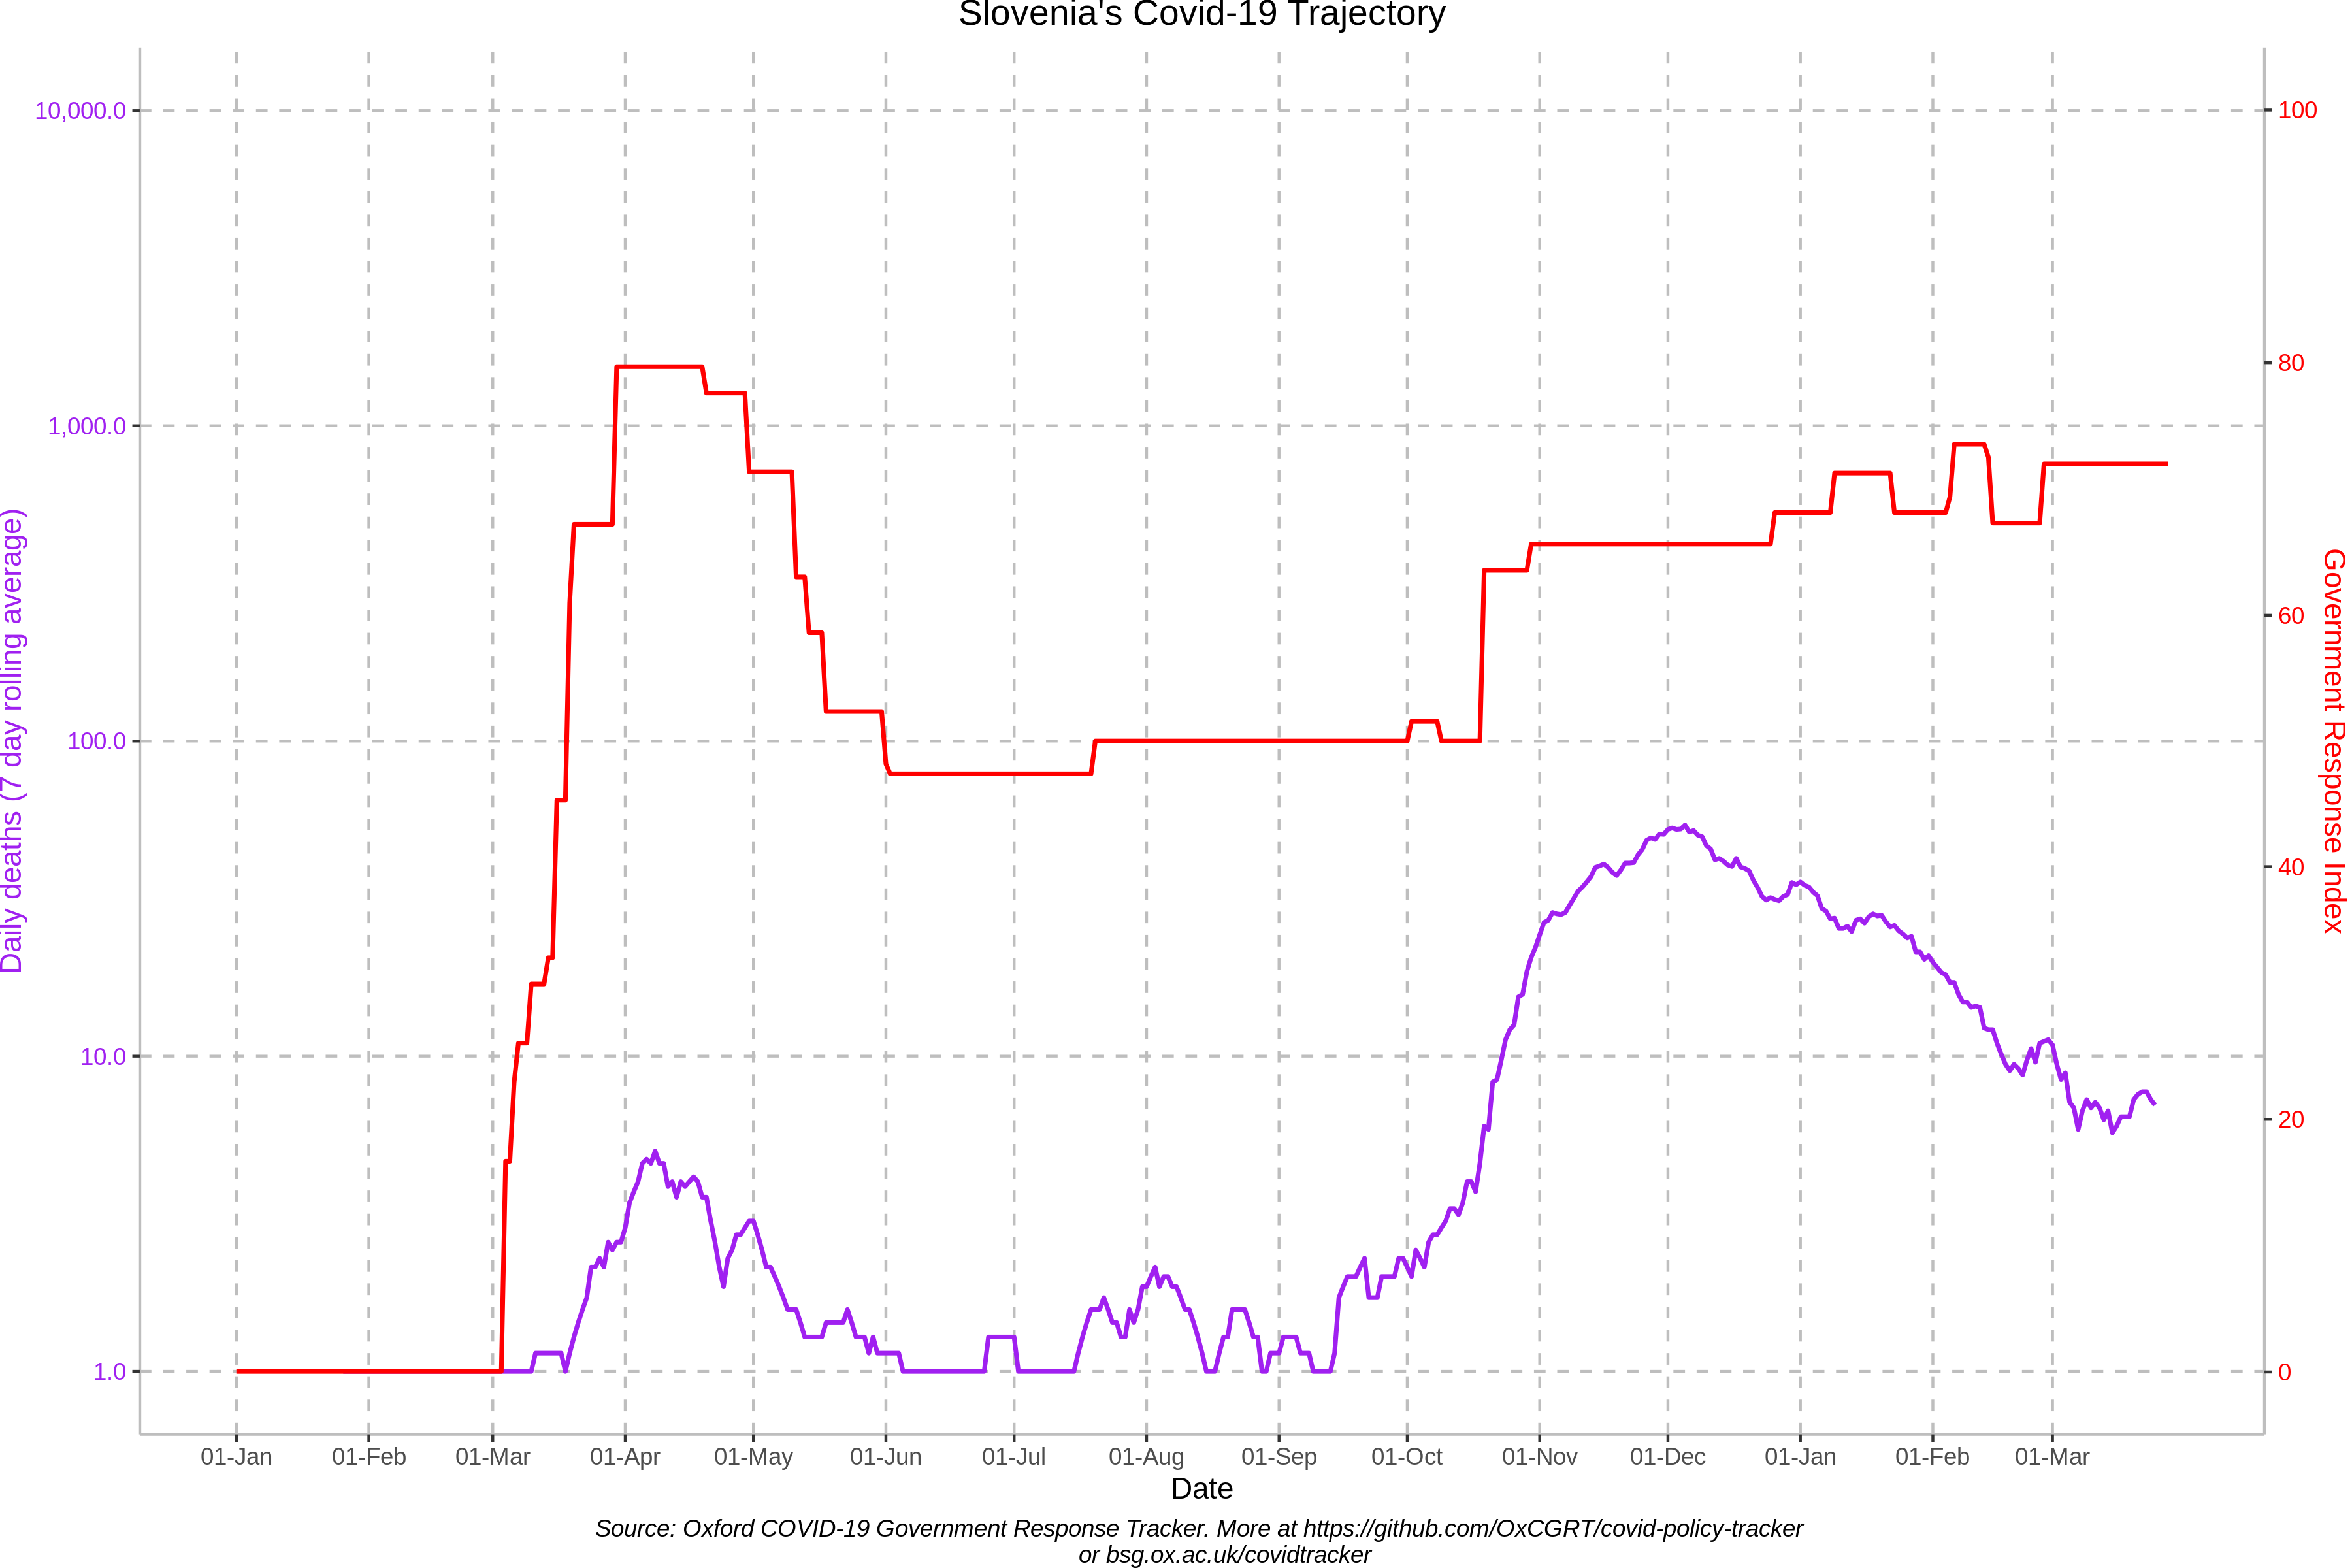 Slovenia's Covid-19 Trajectory
10,000.0
1,000.0
100.0
10.0
1.0
Daily deaths (7 day rolling average)
100
80
60
40
20
0
Government Response Index
01-Jan 01-Feb 01-Mar 01-Apr 01-May 01-Jun 01-Jul 01-Aug 01-Sep 01-Oct 01-Nov 01-Dec 01-Jan 01-Feb 01-Mar
Date
Source: Oxford COVID-19 Government Response Tracker. More at https://github.com/OxCGRT/covid-policy-tracker
or bsg.ox.ac.uk/covidtracker